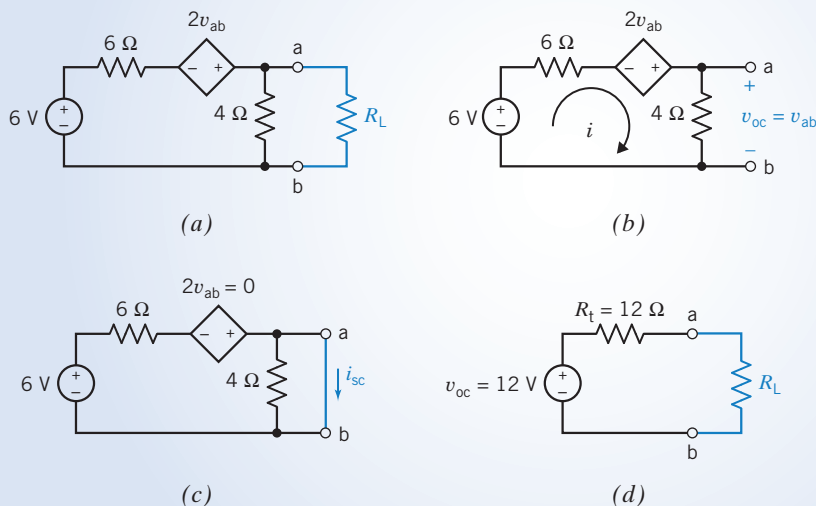 2v_ab
6 Ω
a
− +
6 V
+
−
4 Ω
R_L
b
(a)
2v_ab
6 Ω
a
− +
+
6 V
+
−
i
4 Ω
v_oc = v_ab
−
b
(b)
2v_ab = 0
6 Ω
a
− +
6 V
+
−
4 Ω
i_sc
b
(c)
R_t = 12 Ω
a
v_oc = 12 V
+
−
R_L
b
(d)